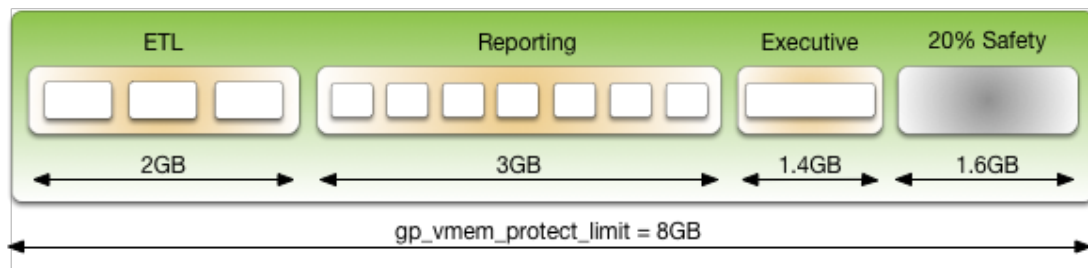 ETL Reporting Executive 20% Safety
2GB 3GB 1.4GB 1.6GB
gp_vmem_protect_limit = 8GB